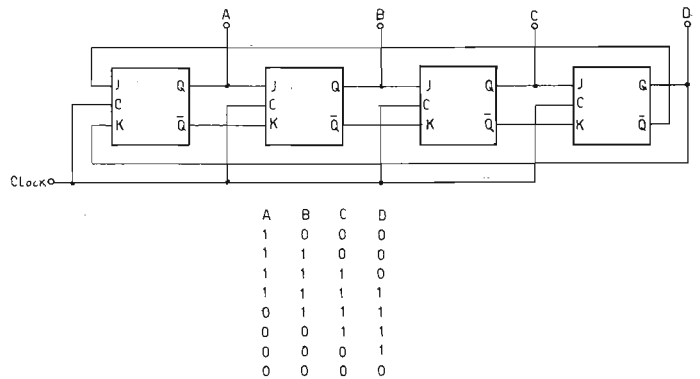 A B C D
J Q J Q J Q J Q
C C C C
K Q̄ K Q̄ K Q̄ K Q̄
CLock
A B C D
1 0 0 0
1 1 0 0
1 1 1 0
1 1 1 1
0 1 1 1
0 0 1 1
0 0 0 1
0 0 0 0